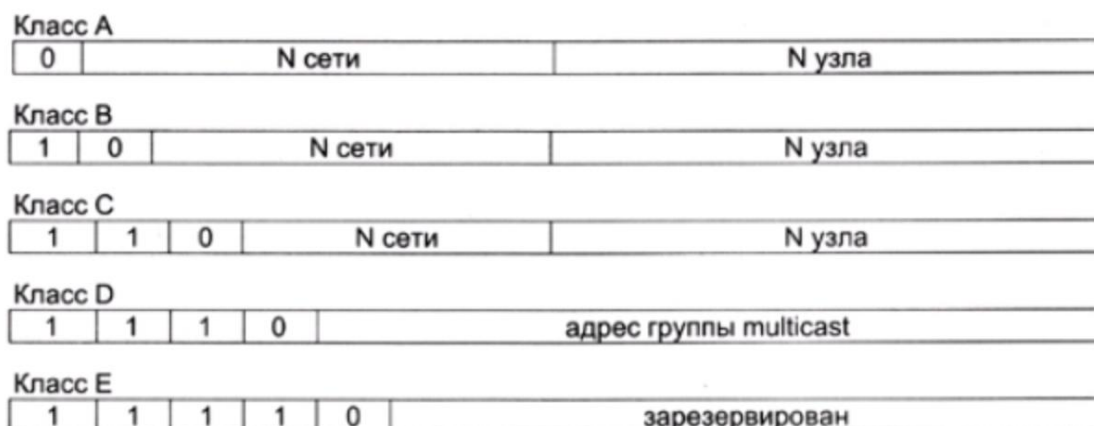 Класс A
0 N сети N узла
Класс B
1 0 N сети N узла
Класс C
1 1 0 N сети N узла
Класс D
1 1 1 0 адрес группы multicast
Класс E
1 1 1 1 0 зарезервирован